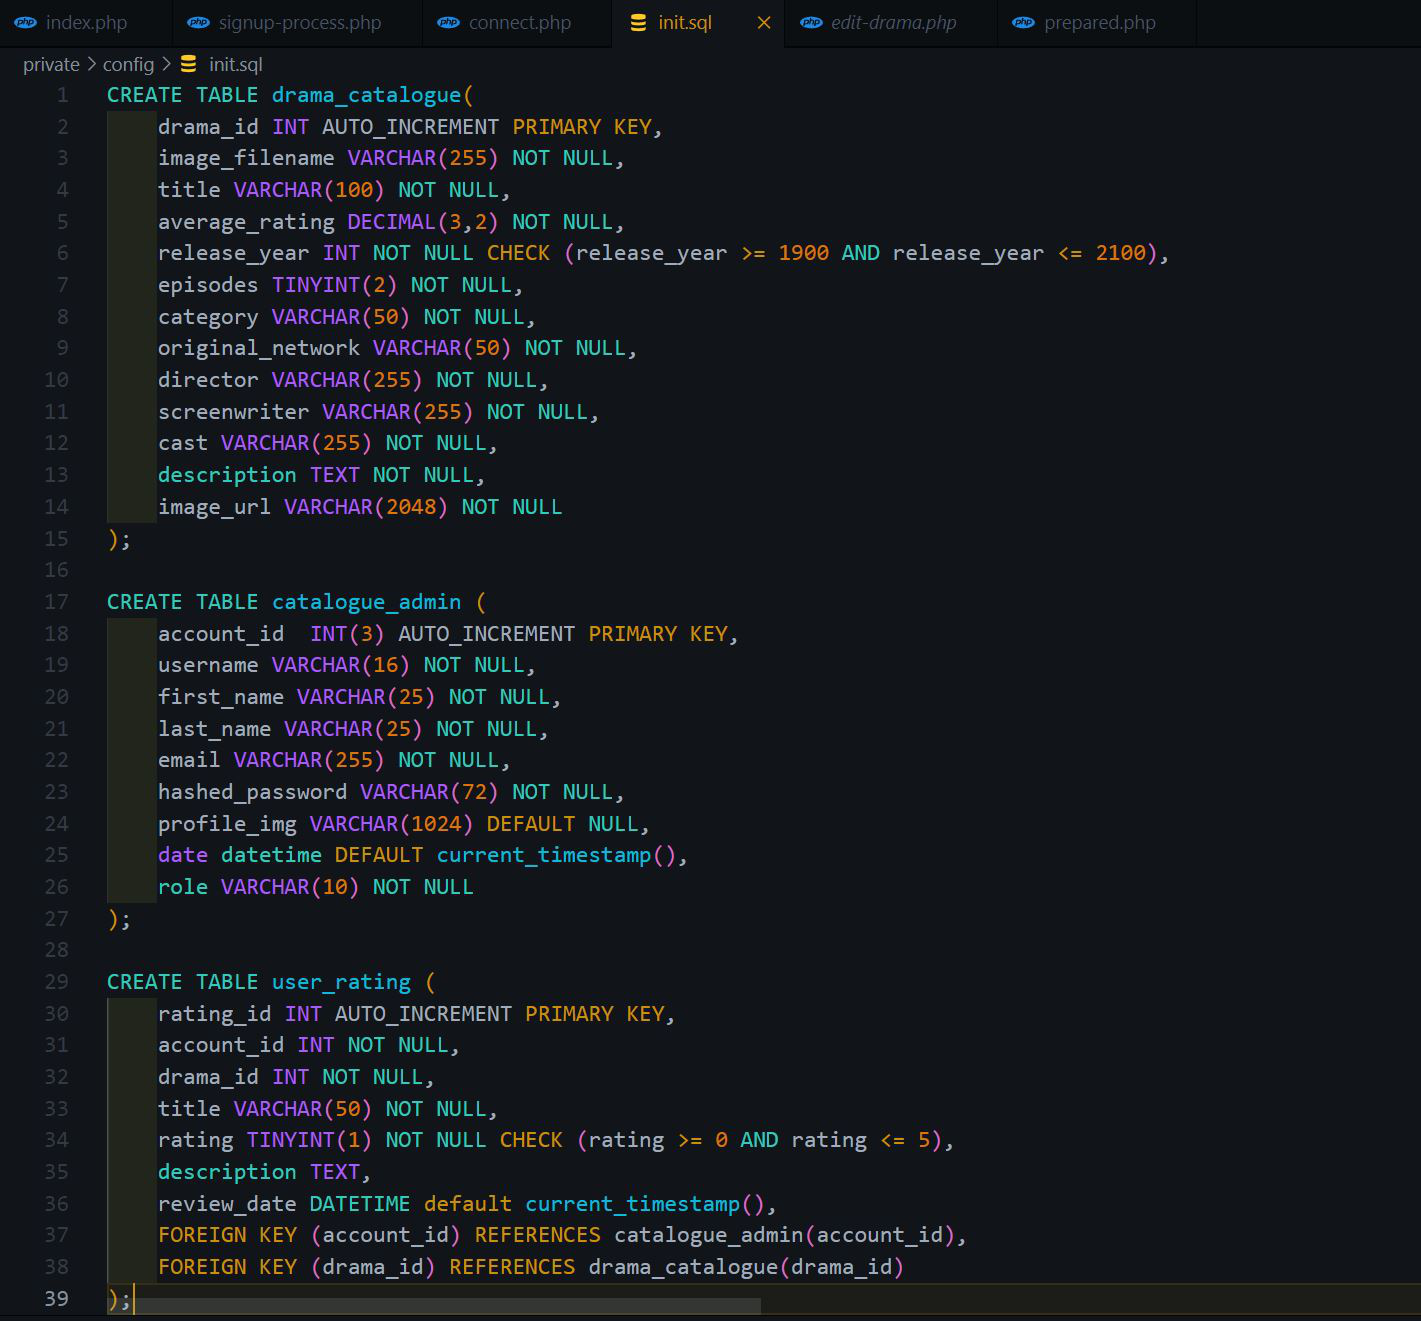 php index.php php signup-process.php php connect.php init.sql × php edit-drama.php php prepared.php
private > config > init.sql
1 CREATE TABLE drama_catalogue(
2 drama_id INT AUTO_INCREMENT PRIMARY KEY,
3 image_filename VARCHAR(255) NOT NULL,
4 title VARCHAR(100) NOT NULL,
5 average_rating DECIMAL(3,2) NOT NULL,
6 release_year INT NOT NULL CHECK (release_year >= 1900 AND release_year <= 2100),
7 episodes TINYINT(2) NOT NULL,
8 category VARCHAR(50) NOT NULL,
9 original_network VARCHAR(50) NOT NULL,
10 director VARCHAR(255) NOT NULL,
11 screenwriter VARCHAR(255) NOT NULL,
12 cast VARCHAR(255) NOT NULL,
13 description TEXT NOT NULL,
14 image_url VARCHAR(2048) NOT NULL
15 );
16
17 CREATE TABLE catalogue_admin (
18 account_id  INT(3) AUTO_INCREMENT PRIMARY KEY,
19 username VARCHAR(16) NOT NULL,
20 first_name VARCHAR(25) NOT NULL,
21 last_name VARCHAR(25) NOT NULL,
22 email VARCHAR(255) NOT NULL,
23 hashed_password VARCHAR(72) NOT NULL,
24 profile_img VARCHAR(1024) DEFAULT NULL,
25 date datetime DEFAULT current_timestamp(),
26 role VARCHAR(10) NOT NULL
27 );
28
29 CREATE TABLE user_rating (
30 rating_id INT AUTO_INCREMENT PRIMARY KEY,
31 account_id INT NOT NULL,
32 drama_id INT NOT NULL,
33 title VARCHAR(50) NOT NULL,
34 rating TINYINT(1) NOT NULL CHECK (rating >= 0 AND rating <= 5),
35 description TEXT,
36 review_date DATETIME default current_timestamp(),
37 FOREIGN KEY (account_id) REFERENCES catalogue_admin(account_id),
38 FOREIGN KEY (drama_id) REFERENCES drama_catalogue(drama_id)
39 );